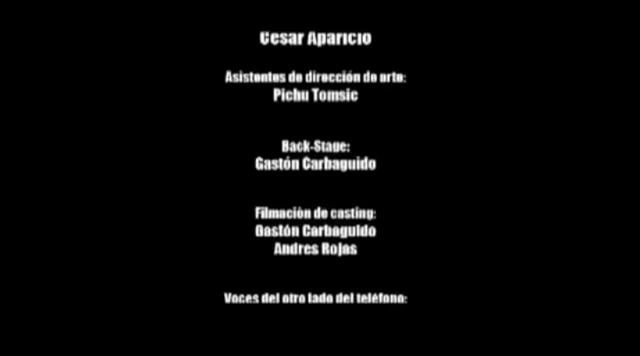 Cesar Aparicio
Asistentes de dirección de arte:
Pichu Tomsic
Back-Stage:
Gastón Carbaguido
Filmación de casting:
Gastón Carbaguido
Andres Rojas
Voces del otro lado del teléfono: